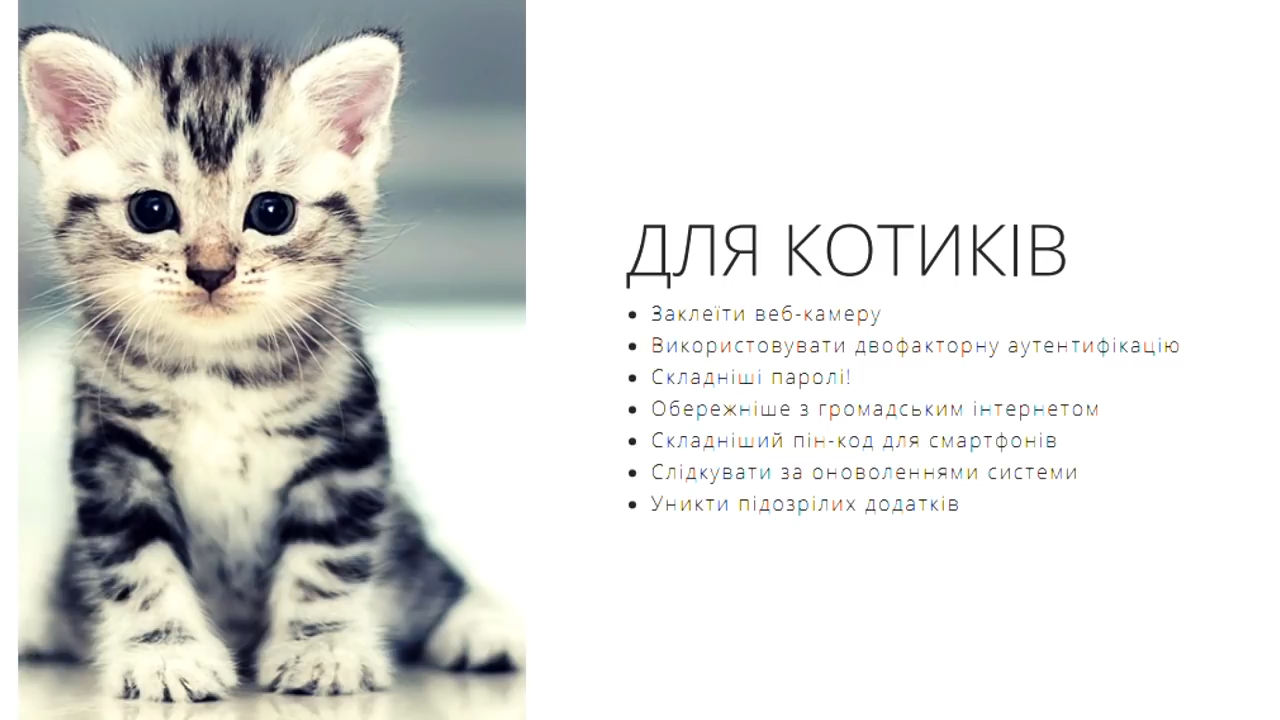 ДЛЯ КОТИКІВ
Заклеїти веб-камеру
Використовувати двофакторну аутентифікацію
Складніші паролі!
Обережніше з громадським інтернетом
Складніший пін-код для смартфонів
Слідкувати за оноволеннями системи
Уникти підозрілих додатків